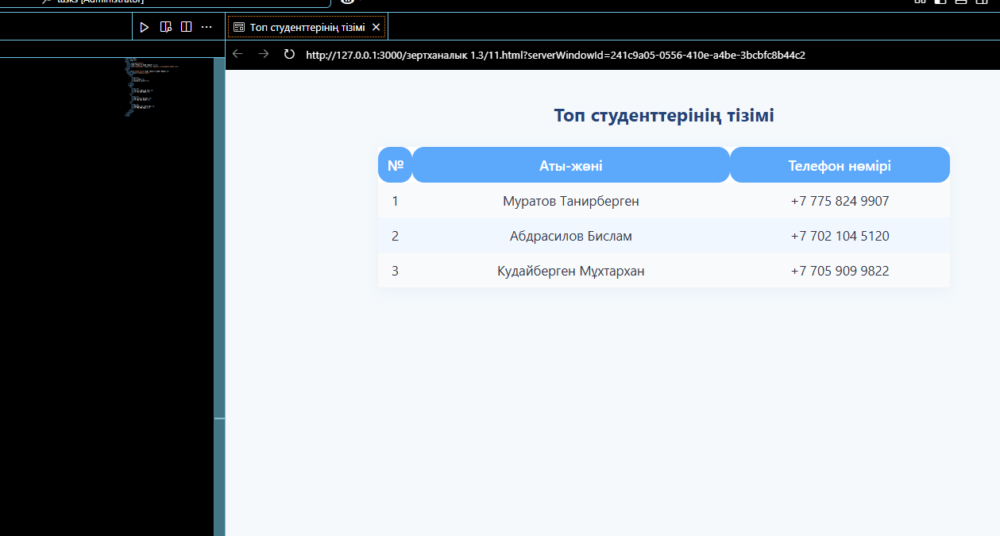 tasks [Administrator]
Топ студенттерінің тізімі
http://127.0.0.1:3000/зертханалык 1.3/11.html?serverWindowId=241c9a05-0556-410e-a4be-3bcbfc8b44c2
Топ студенттерінің тізімі
№ Аты-жөні Телефон нөмірі
1 Муратов Танирберген +7 775 824 9907
2 Абдрасилов Бислам +7 702 104 5120
3 Кудайберген Мұхтархан +7 705 909 9822